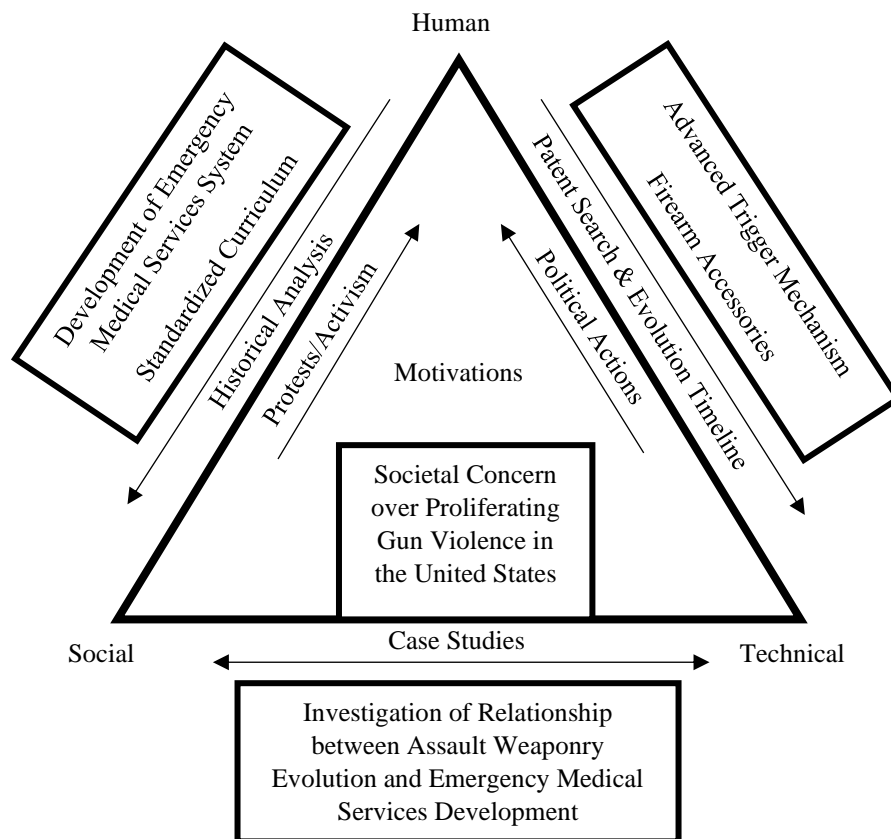 Human
Development of Emergency
Medical Services System
Standardized Curriculum
Historical Analysis
Protests/Activism
Advanced Trigger Mechanism
Firearm Accessories
Patent Search & Evolution Timeline
Political Actions
Motivations
Societal Concern
over Proliferating
Gun Violence in
the United States
Social
Case Studies
Technical
Investigation of Relationship
between Assault Weaponry
Evolution and Emergency Medical
Services Development